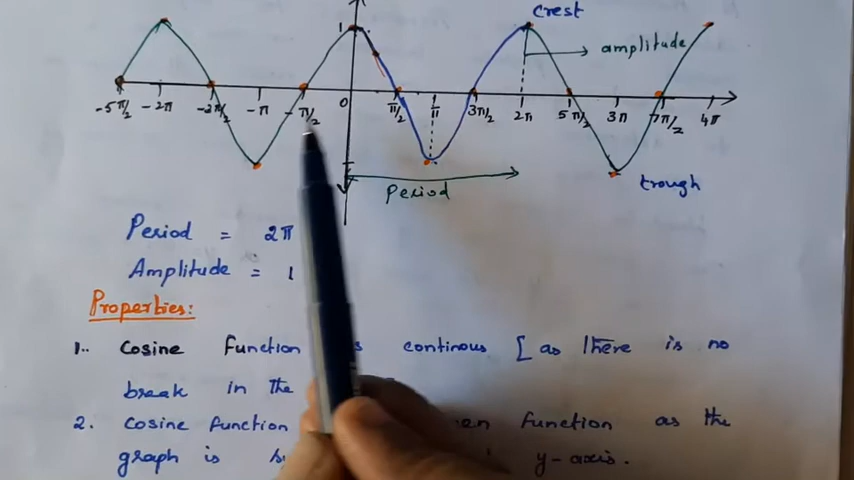 crest
1
amplitude
-5π/2 -2π -2π/2 -π -π/2 0 π/2 π 3π/2 2π 5π/2 3π 7π/2 4π
Period
trough
Period = 2π
Amplitude = 1
Properties:
1.. Cosine function continous [as there is no
break in the
2. Cosine function function as the
graph is y-axis.